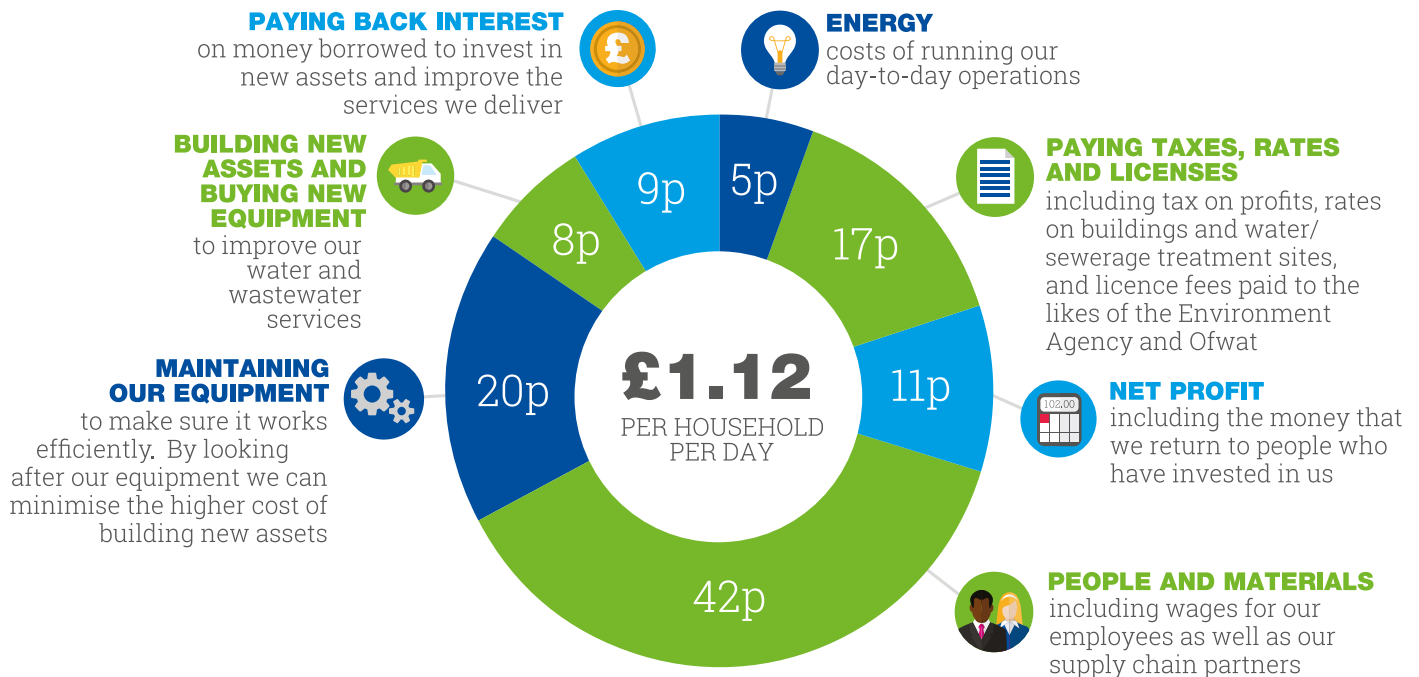 PAYING BACK INTEREST
on money borrowed to invest in
new assets and improve the
services we deliver
ENERGY
costs of running our
day-to-day operations
BUILDING NEW
ASSETS AND
BUYING NEW
EQUIPMENT
to improve our
water and
wastewater
services
PAYING TAXES, RATES
AND LICENSES
including tax on profits, rates
on buildings and water/
sewerage treatment sites,
and licence fees paid to the
likes of the Environment
Agency and Ofwat
MAINTAINING
OUR EQUIPMENT
to make sure it works
efficiently. By looking
after our equipment we can
minimise the higher cost of
building new assets
NET PROFIT
including the money that
we return to people who
have invested in us
PEOPLE AND MATERIALS
including wages for our
employees as well as our
supply chain partners
£
102.00
9p
5p
8p
17p
20p
11p
42p
£1.12
PER HOUSEHOLD
PER DAY